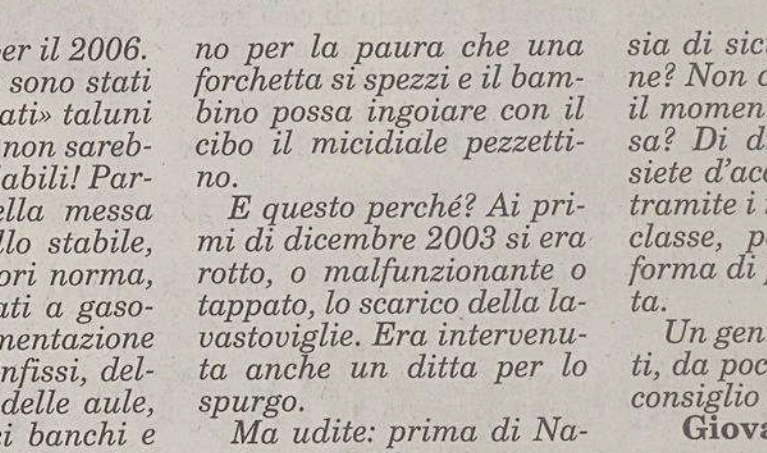 er il 2006.
sono stati
ati» taluni
non sareb-
abili! Par-
ella messa
llo stabile,
ori norma,
ati a gaso-
mentazione
nfissi, del-
delle aule,
ei banchi e
no per la paura che una
forchetta si spezzi e il bam-
bino possa ingoiare con il
cibo il micidiale pezzetti-
no.
E questo perché? Ai pri-
mi di dicembre 2003 si era
rotto, o malfunzionante o
tappato, lo scarico della la-
vastoviglie. Era intervenu-
ta anche un ditta per lo
spurgo.
Ma udite: prima di Na-
sia di sic
ne? Non
il momen
sa? Di d
siete d'acc
tramite i
classe, p
forma di
ta.
Un gen
ti, da poc
consiglio
Giova